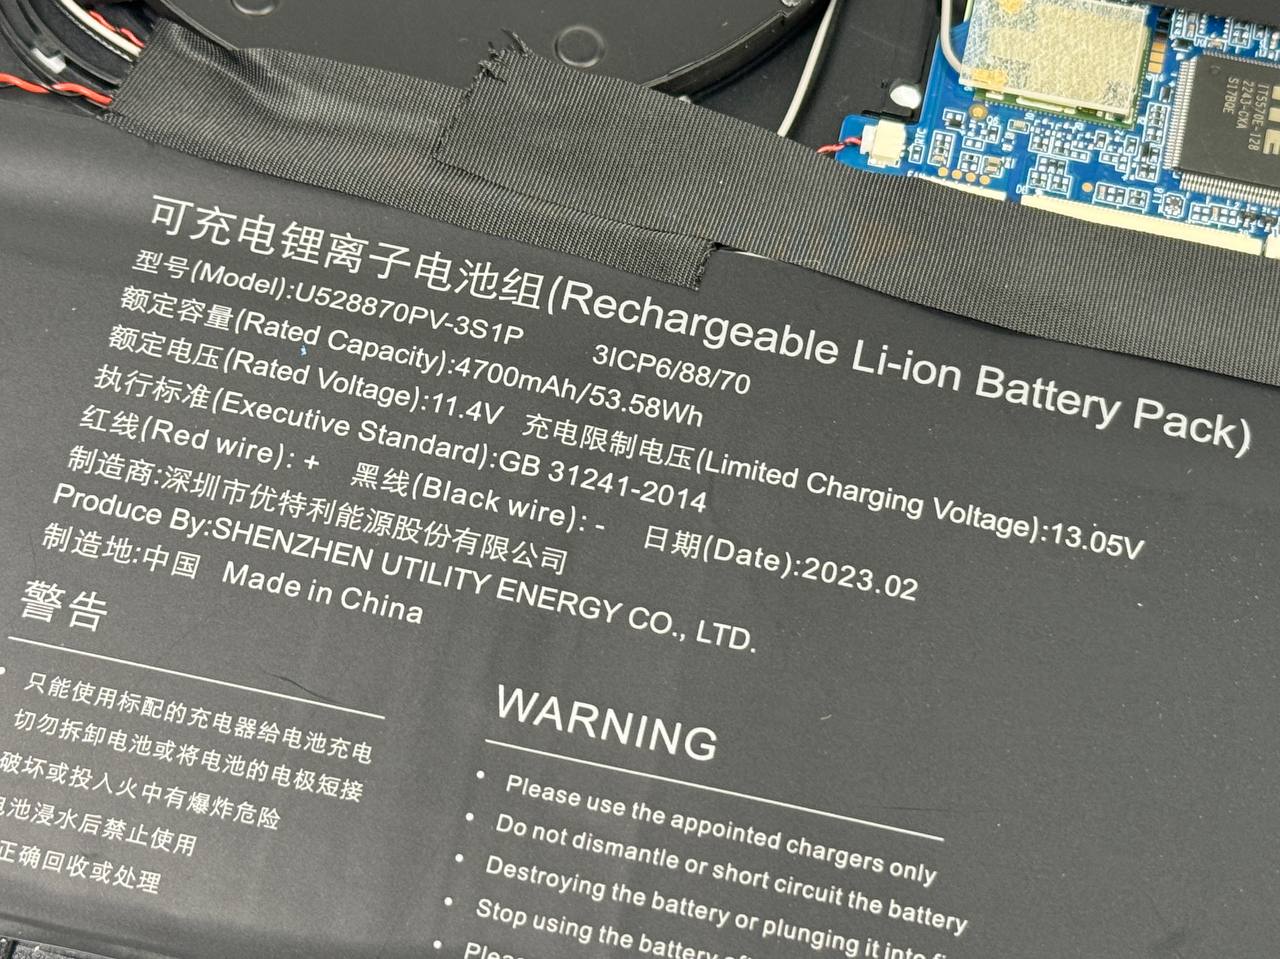 可充电锂离子电池组(Rechargeable Li-ion Battery Pack)
型号(Model):U528870PV-3S1P 3ICP6/88/70
额定容量(Rated Capacity):4700mAh/53.58Wh
额定电压(Rated Voltage):11.4V 充电限制电压(Limited Charging Voltage):13.05V
执行标准(Executive Standard):GB 31241-2014
红线(Red wire): + 黑线(Black wire): - 日期(Date):2023.02
制造商:深圳市优特利能源股份有限公司
Produce By:SHENZHEN UTILITY ENERGY CO., LTD.
制造地:中国 Made in China
警告
• 只能使用标配的充电器给电池充电
切勿拆卸电池或将电池的电极短接
破坏或投入火中有爆炸危险
电池浸水后禁止使用
正确回收或处理
WARNING
• Please use the appointed chargers only
• Do not dismantle or short circuit the battery
• Destroying the battery or plunging it into
• Stop using the battery
• Please
IT5570E-128
2243-CXA
S17B0E